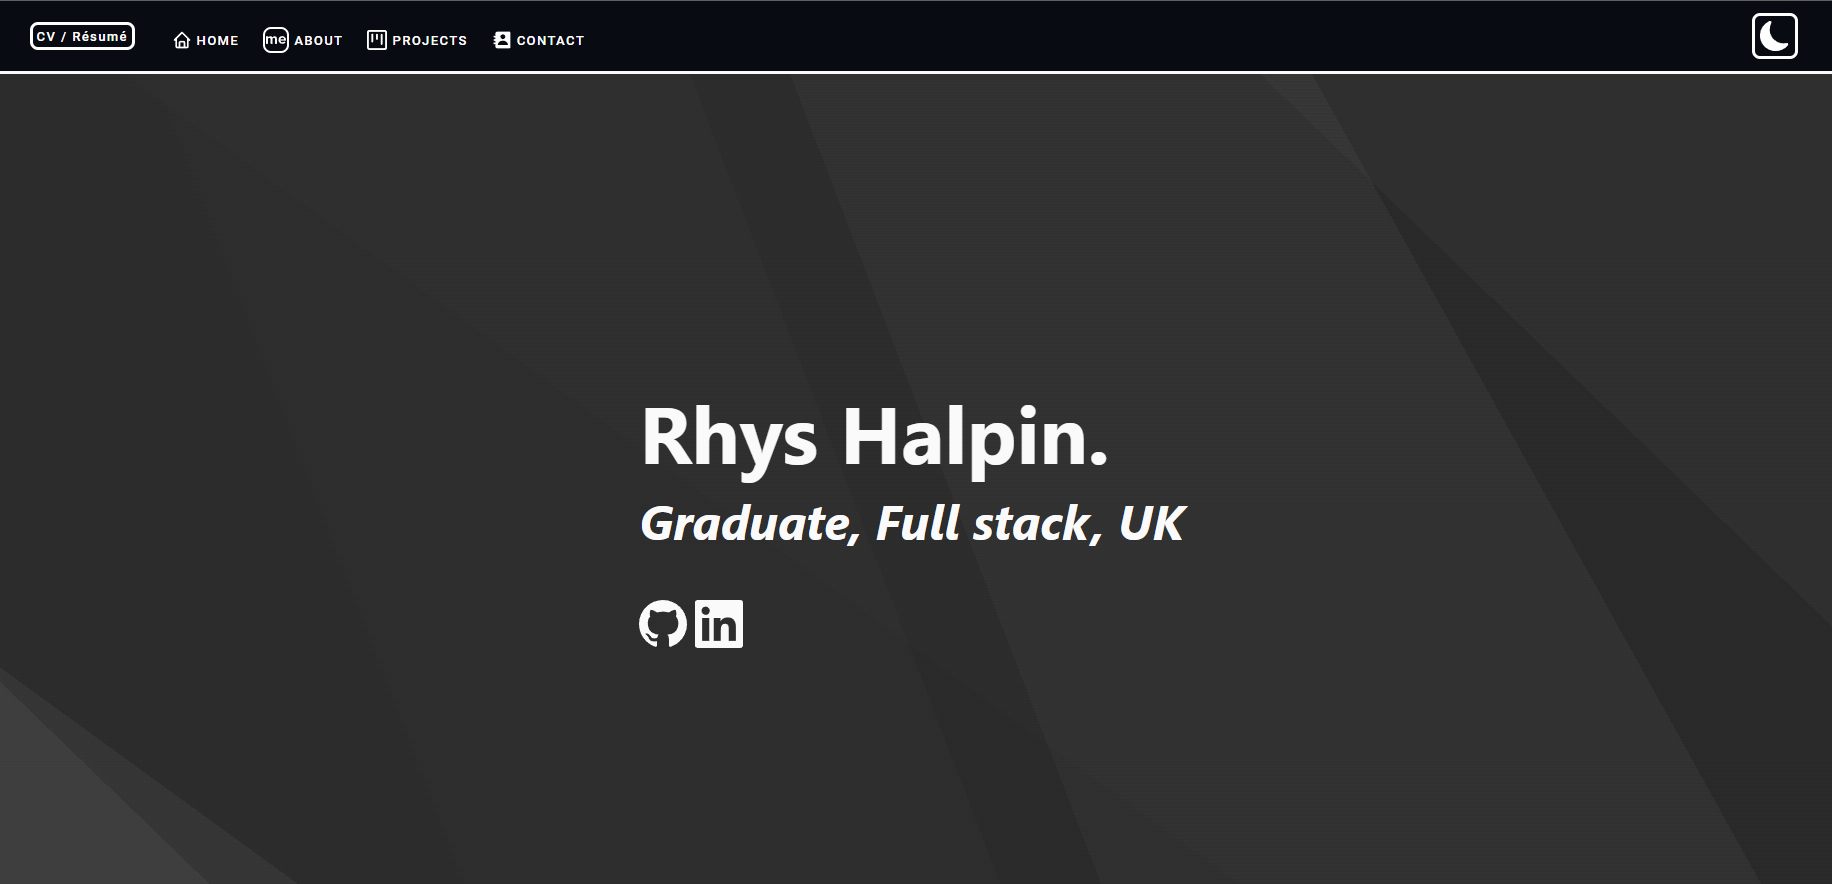 CV / Résumé
HOME
me ABOUT
PROJECTS
CONTACT
Rhys Halpin.
Graduate, Full stack, UK
in